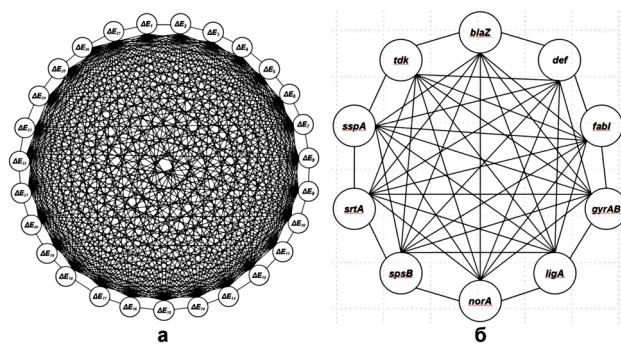 ΔE₁
ΔE₂
ΔE₃
ΔE₄
ΔE₅
ΔE₆
ΔE₇
ΔE₈
ΔE₉
ΔE₁₀
ΔE₁₁
ΔE₁₂
ΔE₁₃
ΔE₁₄
ΔE₁₅
ΔE₁₆
ΔE₁₇
ΔE₁₈
ΔE₁₉
ΔE₂₀
ΔE₂₁
ΔE₂₂
ΔE₂₃
ΔE₂₄
ΔE₂₅
ΔE₂₆
ΔE₂₇
а
blaZ
def
fabI
gyrAB
ligA
norA
spsB
srtA
sspA
tdk
б